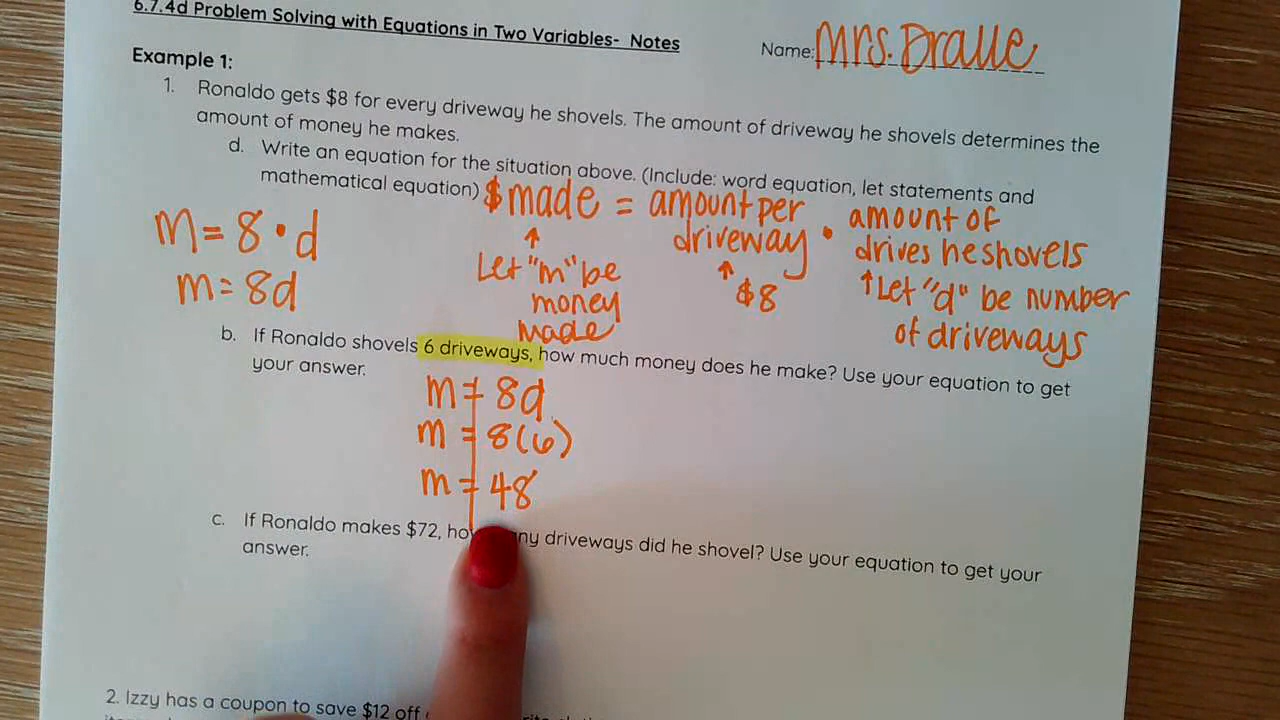 6.7.4d Problem Solving with Equations in Two Variables- Notes
Name: Mrs. Dralle
Example 1:
1. Ronaldo gets $8 for every driveway he shovels. The amount of driveway he shovels determines the
amount of money he makes.
d. Write an equation for the situation above. (Include: word equation, let statements and
mathematical equation)
$ made = amount per driveway • amount of drives he shovels
↑ Let "m" be money made
↑ $8
↑ Let "d" be number of driveways
m = 8 • d
m = 8d
b. If Ronaldo shovels 6 driveways, how much money does he make? Use your equation to get
your answer.
m = 8d
m = 8(6)
m = 48
c. If Ronaldo makes $72, driveways did he shovel? Use your equation to get your
answer.
2. Izzy has a coupon to save $12 off